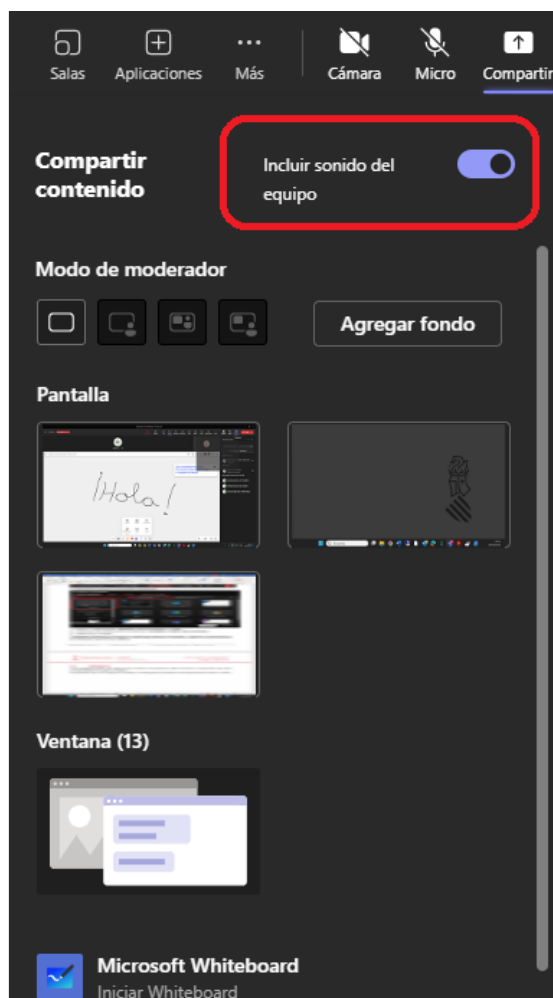 Salas Aplicaciones Más Cámara Micro Compartir
Compartir
contenido
Incluir sonido del
equipo
Modo de moderador
Agregar fondo
Pantalla
¡Hola!
Ventana (13)
Microsoft Whiteboard
Iniciar Whiteboard